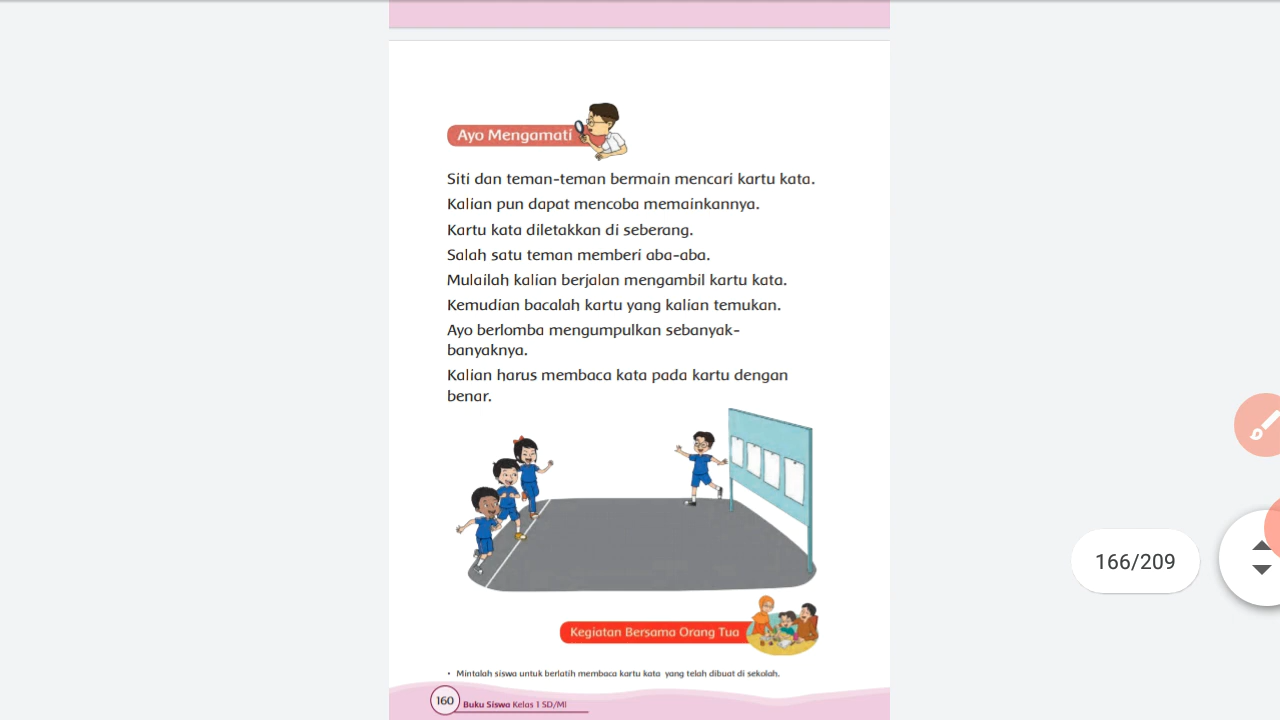 Ayo Mengamati
Siti dan teman-teman bermain mencari kartu kata.
Kalian pun dapat mencoba memainkannya.
Kartu kata diletakkan di seberang.
Salah satu teman memberi aba-aba.
Mulailah kalian berjalan mengambil kartu kata.
Kemudian bacalah kartu yang kalian temukan.
Ayo berlomba mengumpulkan sebanyak-
banyaknya.
Kalian harus membaca kata pada kartu dengan
benar.
166/209
Kegiatan Bersama Orang Tua
• Mintalah siswa untuk berlatih membaca kartu kata yang telah dibuat di sekolah.
160 Buku Siswa Kelas 1 SD/MI